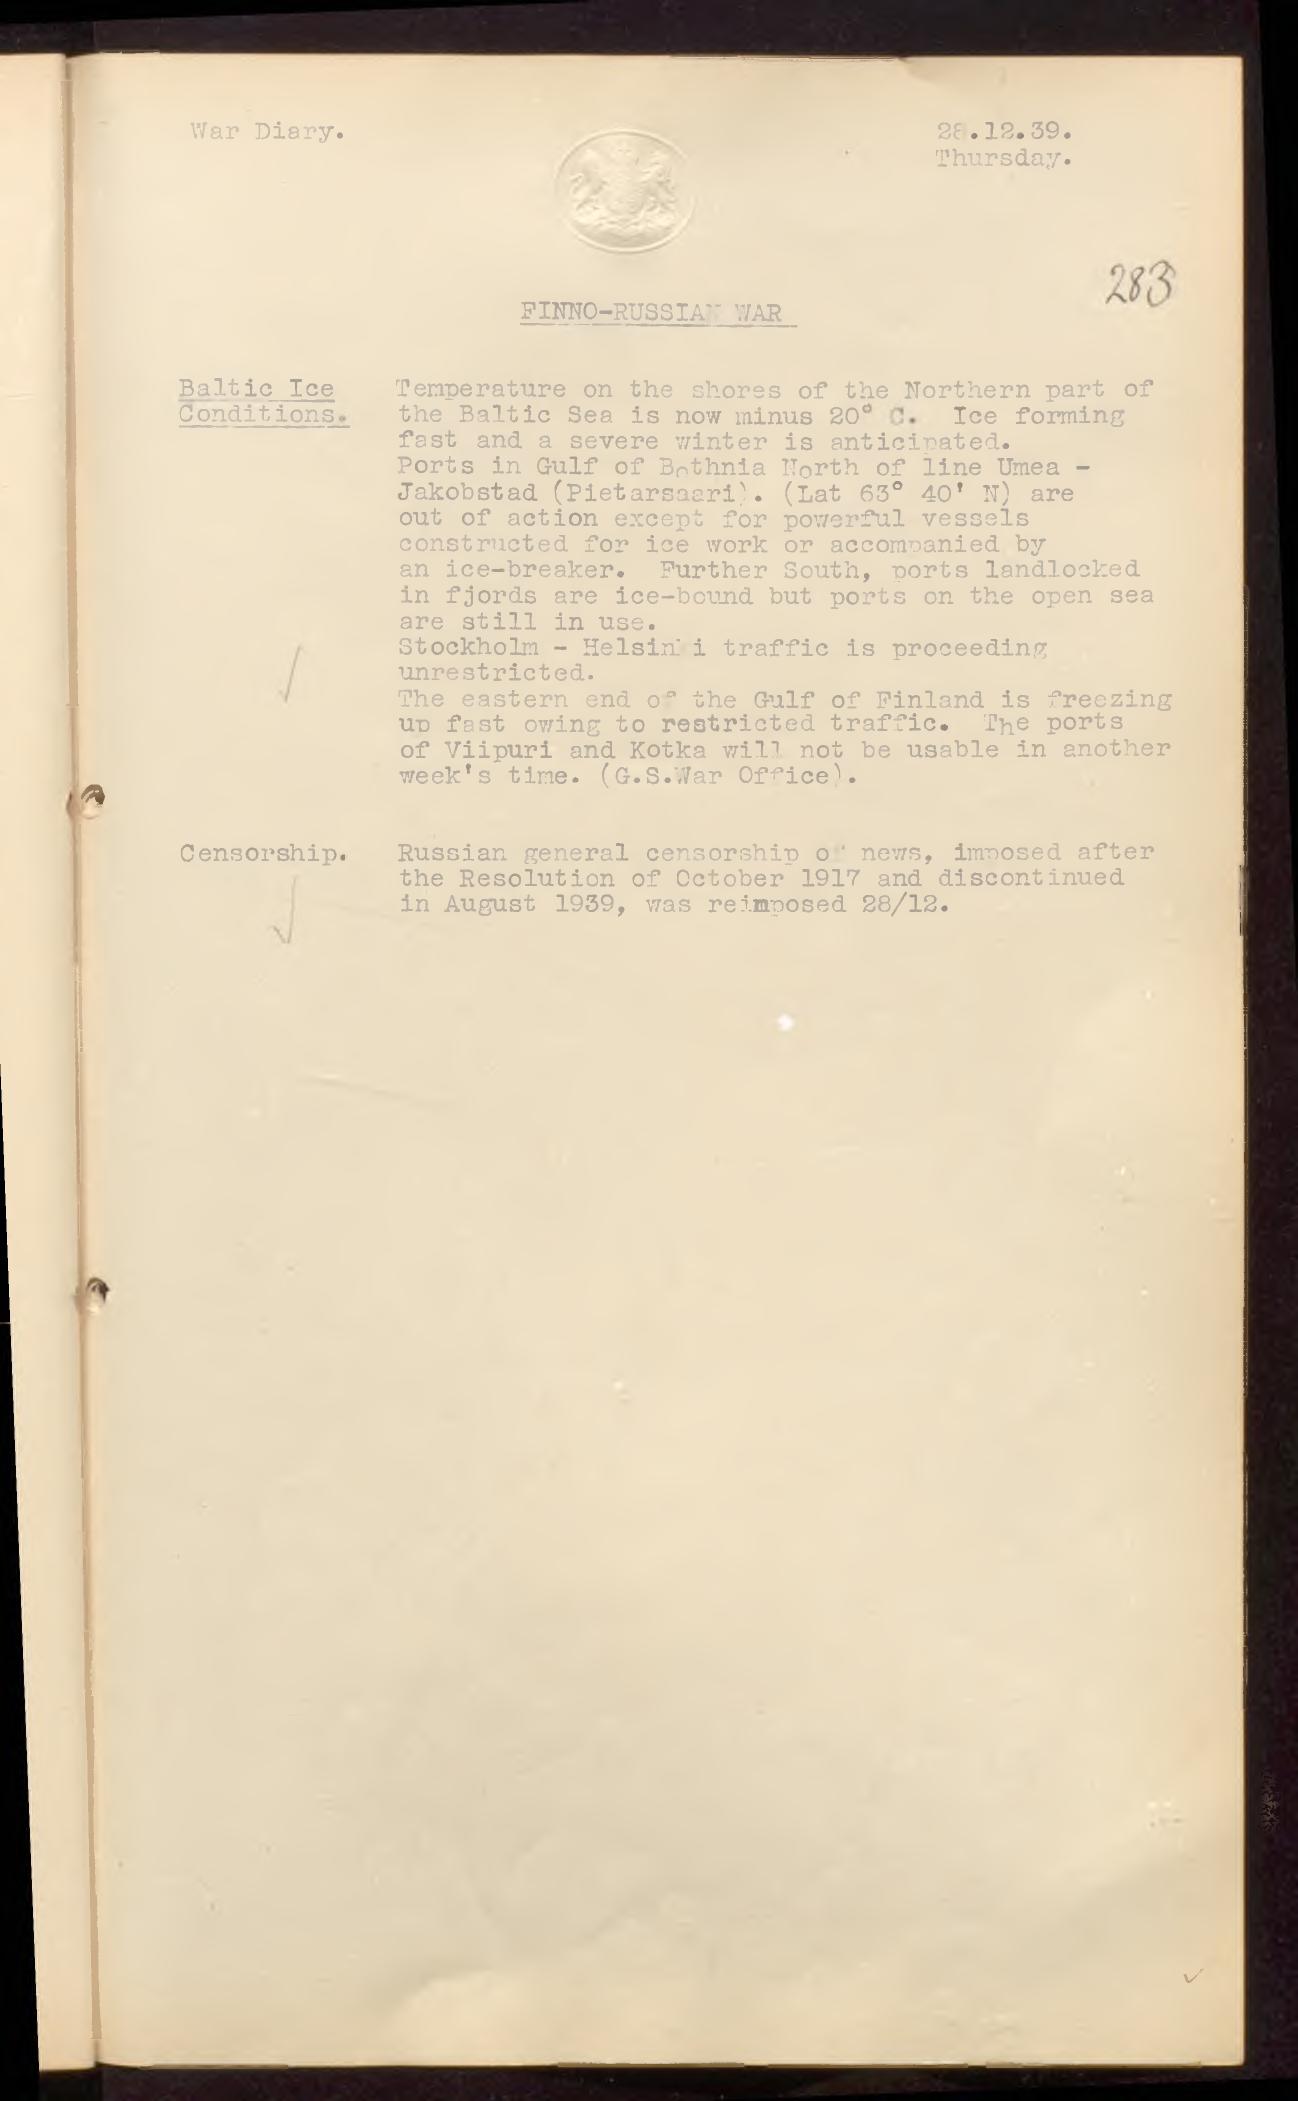 War Diary.
28.12.39.
Thursday.
283
FINNO-RUSSIAN WAR
Baltic Ice
Conditions.
Temperature on the shores of the Northern part of
the Baltic Sea is now minus 20° C. Ice forming
fast and a severe winter is anticipated.
Ports in Gulf of Bothnia North of line Umea -
Jakobstad (Pietarsaari). (Lat 63° 40' N) are
out of action except for powerful vessels
constructed for ice work or accompanied by
an ice-breaker. Further South, ports landlocked
in fjords are ice-bound but ports on the open sea
are still in use.
Stockholm - Helsinki traffic is proceeding
unrestricted.
The eastern end of the Gulf of Finland is freezing
up fast owing to restricted traffic. The ports
of Viipuri and Kotka will not be usable in another
week's time. (G.S.War Office).
Censorship.
Russian general censorship of news, imposed after
the Resolution of October 1917 and discontinued
in August 1939, was reimposed 28/12.